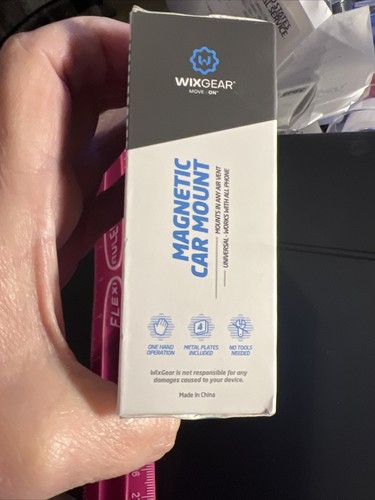 WIXGEAR®
MOVE : ON®
MAGNETIC
CAR MOUNT
MOUNTS IN ANY AIR VENT
UNIVERSAL - WORKS WITH ALL PHONE
4
ONE HAND
OPERATION
METAL PLATES
INCLUDED
NO TOOLS
NEEDED
WixGear is not responsible for any
damages caused to your device.
Made in China
FLEXI